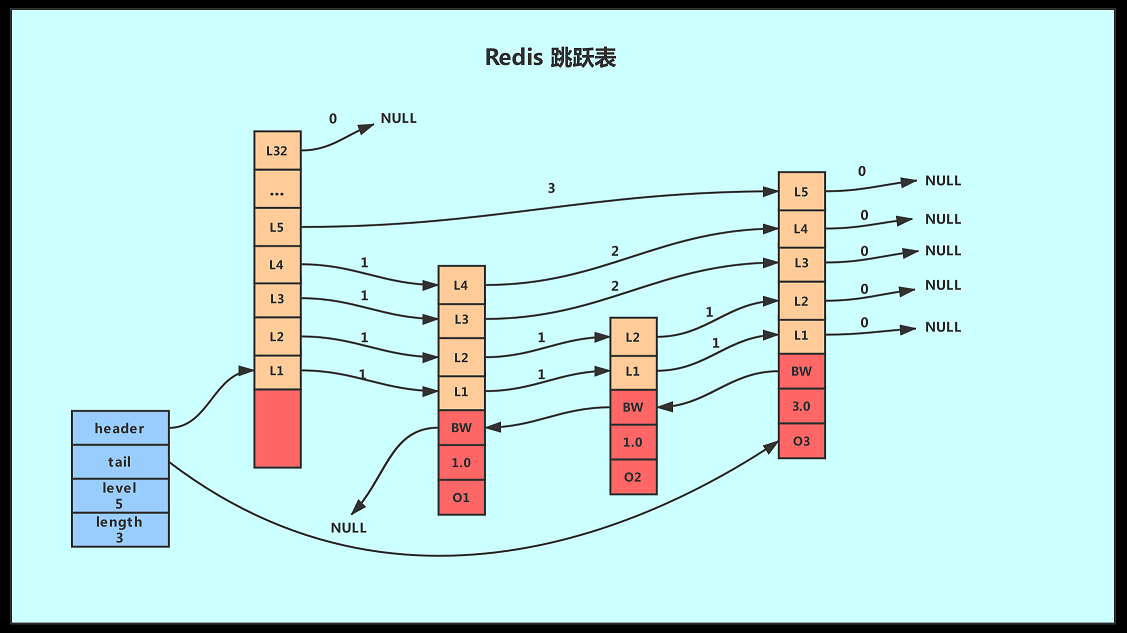 Redis 跳跃表
0
NULL
L32
...
L5
L4
L3
L2
L1
3
1
1
1
1
header
tail
level
5
length
3
L4
L3
L2
L1
BW
1.0
O1
NULL
2
2
1
1
L2
L1
BW
1.0
O2
1
1
L5
L4
L3
L2
L1
BW
3.0
O3
0
NULL
0
NULL
0
NULL
0
NULL
0
NULL